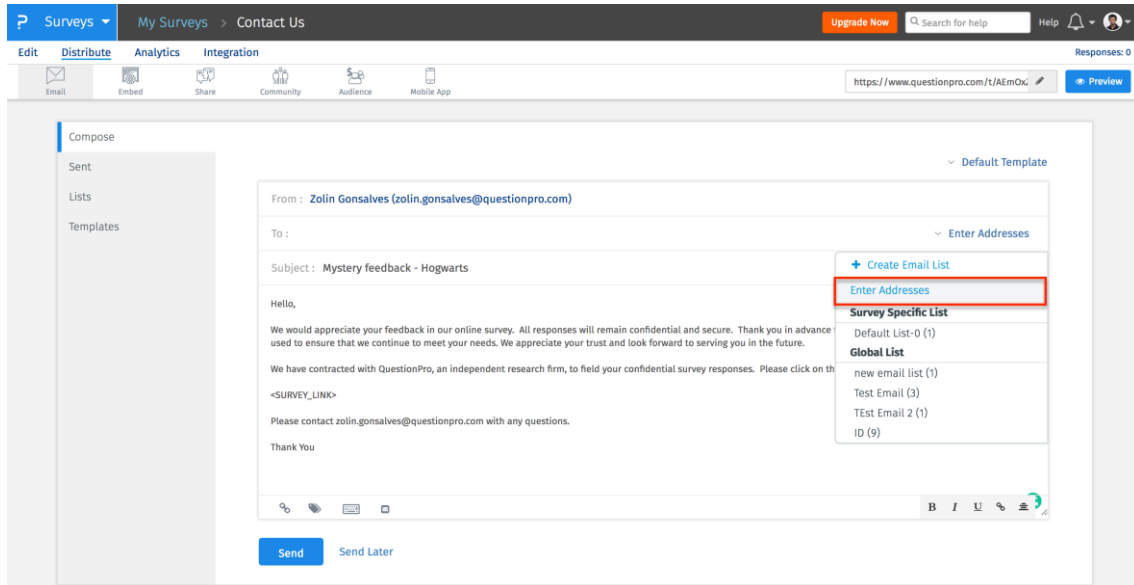 Surveys My Surveys > Contact Us Upgrade Now Search for help Help
Edit Distribute Analytics Integration Responses: 0
Email Embed Share Community Audience Mobile App https://www.questionpro.com/t/AEmOx Preview
Compose
Sent
Lists
Templates
Default Template
From : Zolin Gonsalves (zolin.gonsalves@questionpro.com)
To : Enter Addresses
Subject : Mystery feedback - Hogwarts
+ Create Email List
Enter Addresses
Survey Specific List
Default List-0 (1)
Global List
new email list (1)
Test Email (3)
TEst Email 2 (1)
ID (9)
Hello,
We would appreciate your feedback in our online survey. All responses will remain confidential and secure. Thank you in advance
used to ensure that we continue to meet your needs. We appreciate your trust and look forward to serving you in the future.
We have contracted with QuestionPro, an independent research firm, to field your confidential survey responses. Please click on th
<SURVEY_LINK>
Please contact zolin.gonsalves@questionpro.com with any questions.
Thank You
B I U
Send Send Later